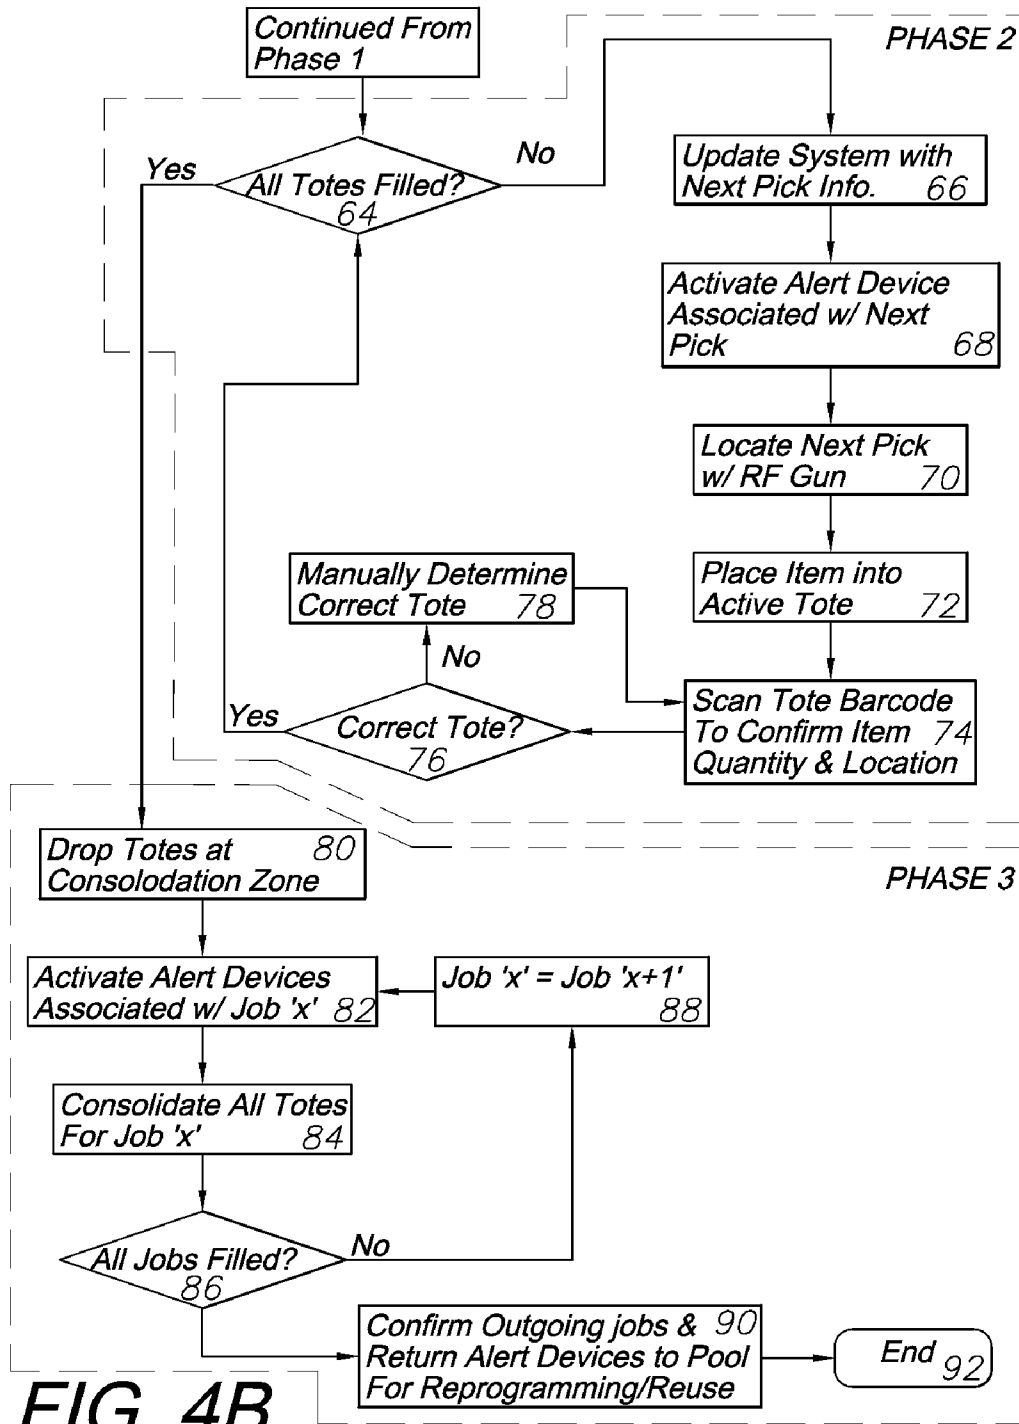 Continued From
Phase 1
PHASE 2
All Totes Filled?
64
Yes
No
Update System with
Next Pick Info. 66
Activate Alert Device
Associated w/ Next
Pick 68
Locate Next Pick
w/ RF Gun 70
Place Item into
Active Tote 72
Scan Tote Barcode
To Confirm Item 74
Quantity & Location
Manually Determine
Correct Tote 78
No
Yes
Correct Tote?
76
PHASE 3
Drop Totes at 80
Consolodation Zone
Activate Alert Devices
Associated w/ Job 'x' 82
Job 'x' = Job 'x+1'
88
Consolidate All Totes
For Job 'x' 84
All Jobs Filled?
86
No
Confirm Outgoing jobs & 90
Return Alert Devices to Pool
For Reprogramming/Reuse
End 92
FIG. 4B